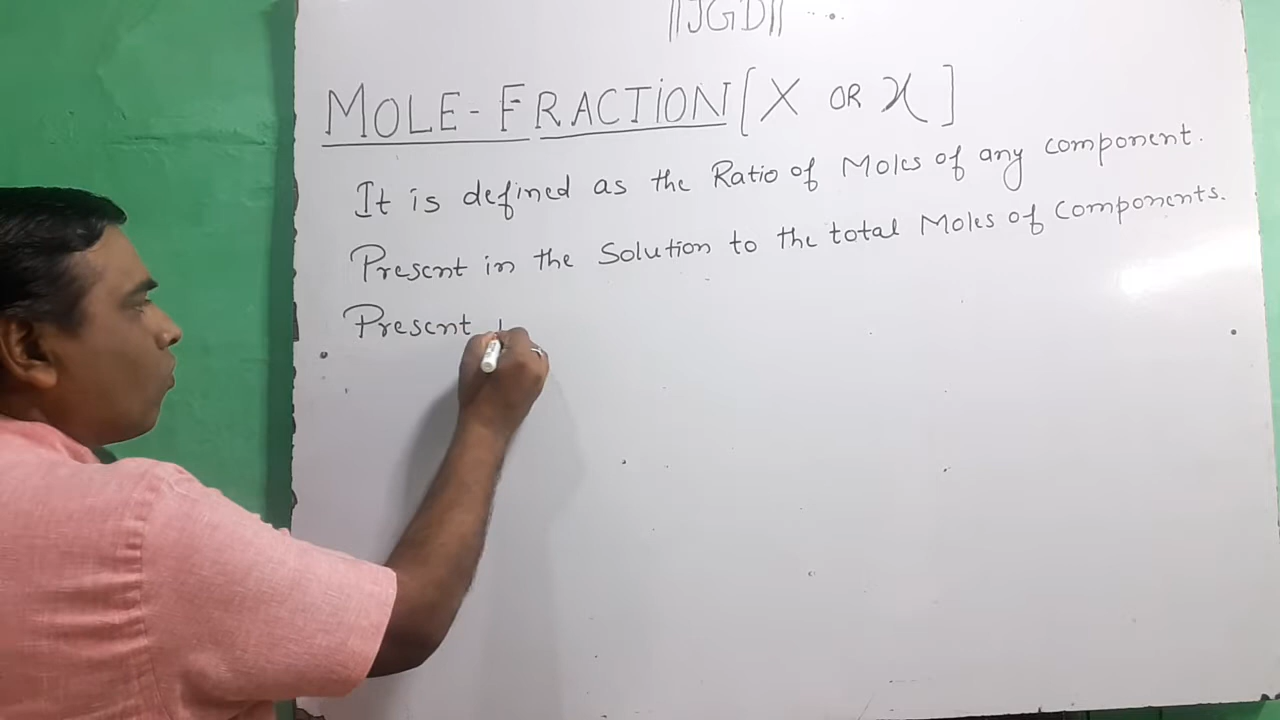 ||JGD||
MOLE-FRACTION [X OR x]
It is defined as the Ratio of Moles of any component.
Present in the Solution to the total Moles of Components.
Present